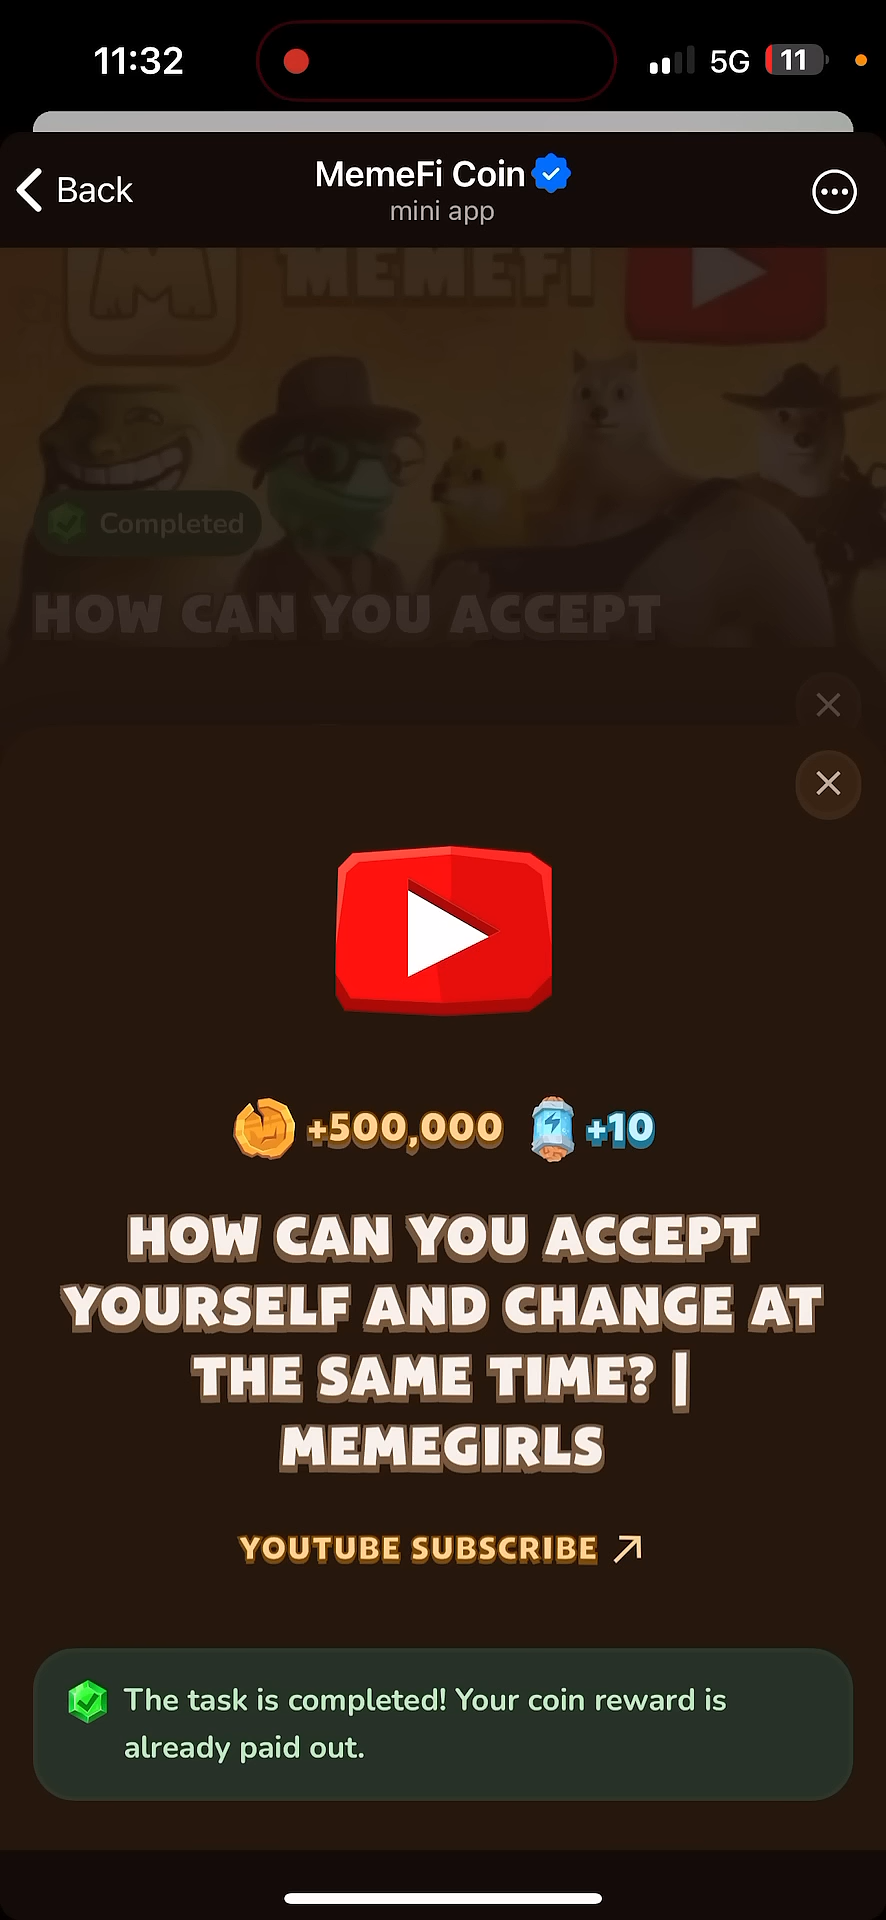 11:32
5G
11
Back
MemeFi Coin
mini app
MEMEFI
Completed
HOW CAN YOU ACCEPT
+500,000
+10
HOW CAN YOU ACCEPT
YOURSELF AND CHANGE AT
THE SAME TIME? |
MEMEGIRLS
YOUTUBE SUBSCRIBE
The task is completed! Your coin reward is
already paid out.